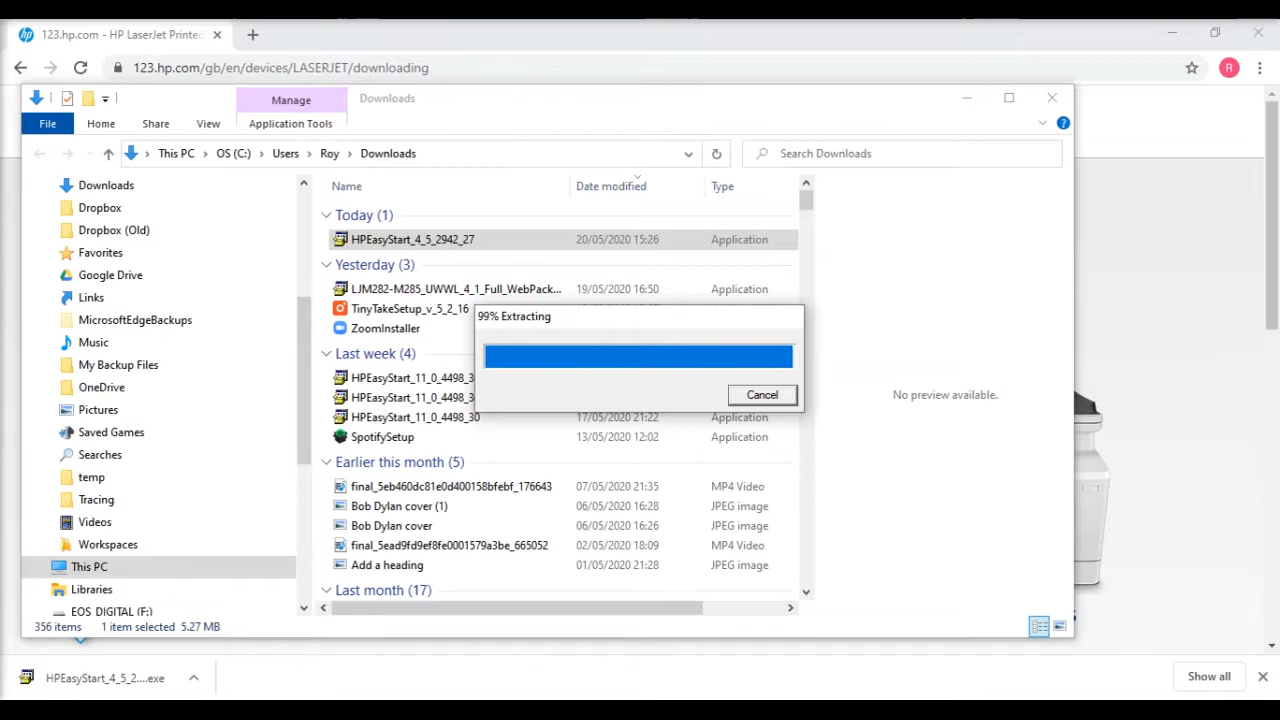 123.hp.com - HP LaserJet Printer
123.hp.com/gb/en/devices/LASERJET/downloading
R
Manage
Downloads
File
Home
Share
View
Application Tools
This PC
OS (C:)
Users
Roy
Downloads
Search Downloads
Downloads
Dropbox
Dropbox (Old)
Favorites
Google Drive
Links
MicrosoftEdgeBackups
Music
My Backup Files
OneDrive
Pictures
Saved Games
Searches
temp
Tracing
Videos
Workspaces
This PC
Libraries
EOS_DIGITAL (F:)
Name Date modified Type
Today (1)
HPEasyStart_4_5_2942_27 20/05/2020 15:26 Application
Yesterday (3)
LJM282-M285_UWWL_4_1_Full_WebPack... 19/05/2020 16:50 Application
TinyTakeSetup_v_5_2_16
ZoomInstaller
Last week (4)
HPEasyStart_11_0_4498_3
HPEasyStart_11_0_4498_3
HPEasyStart_11_0_4498_30 17/05/2020 21:22 Application
SpotifySetup 13/05/2020 12:02 Application
Earlier this month (5)
final_5eb460dc81e0d400158bfebf_176643 07/05/2020 21:35 MP4 Video
Bob Dylan cover (1) 06/05/2020 16:28 JPEG image
Bob Dylan cover 06/05/2020 16:26 JPEG image
final_5ead9fd9ef8fe0001579a3be_665052 02/05/2020 18:09 MP4 Video
Add a heading 01/05/2020 21:28 JPEG image
Last month (17)
99% Extracting
Cancel
No preview available.
356 items 1 item selected 5.27 MB
HPEasyStart_4_5_2....exe
Show all